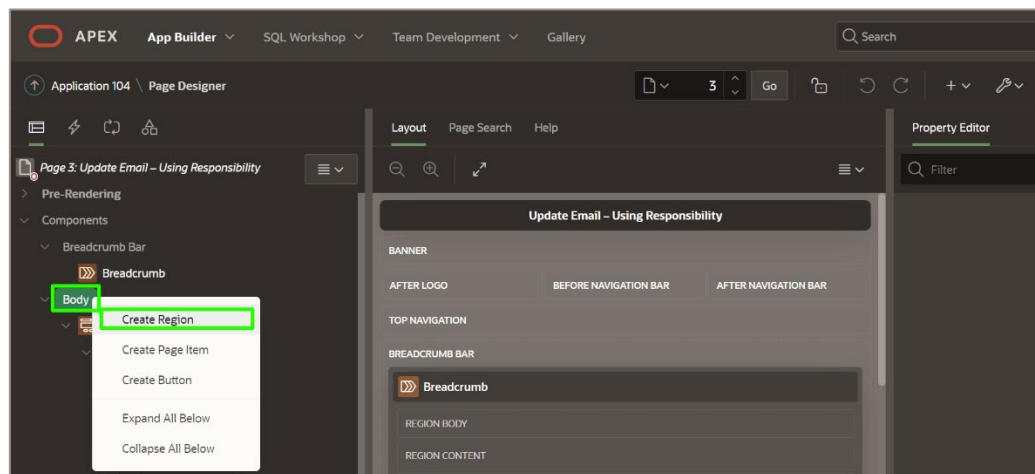 APEX App Builder SQL Workshop Team Development Gallery Search
Application 104 \ Page Designer 3 Go
Layout Page Search Help Property Editor
Page 3: Update Email – Using Responsibility Filter
Pre-Rendering
Components
Update Email – Using Responsibility
Breadcrumb Bar
BANNER
Breadcrumb
AFTER LOGO BEFORE NAVIGATION BAR AFTER NAVIGATION BAR
Body
Create Region
TOP NAVIGATION
Create Page Item
BREADCRUMB BAR
Create Button
Breadcrumb
Expand All Below
REGION BODY
Collapse All Below
REGION CONTENT